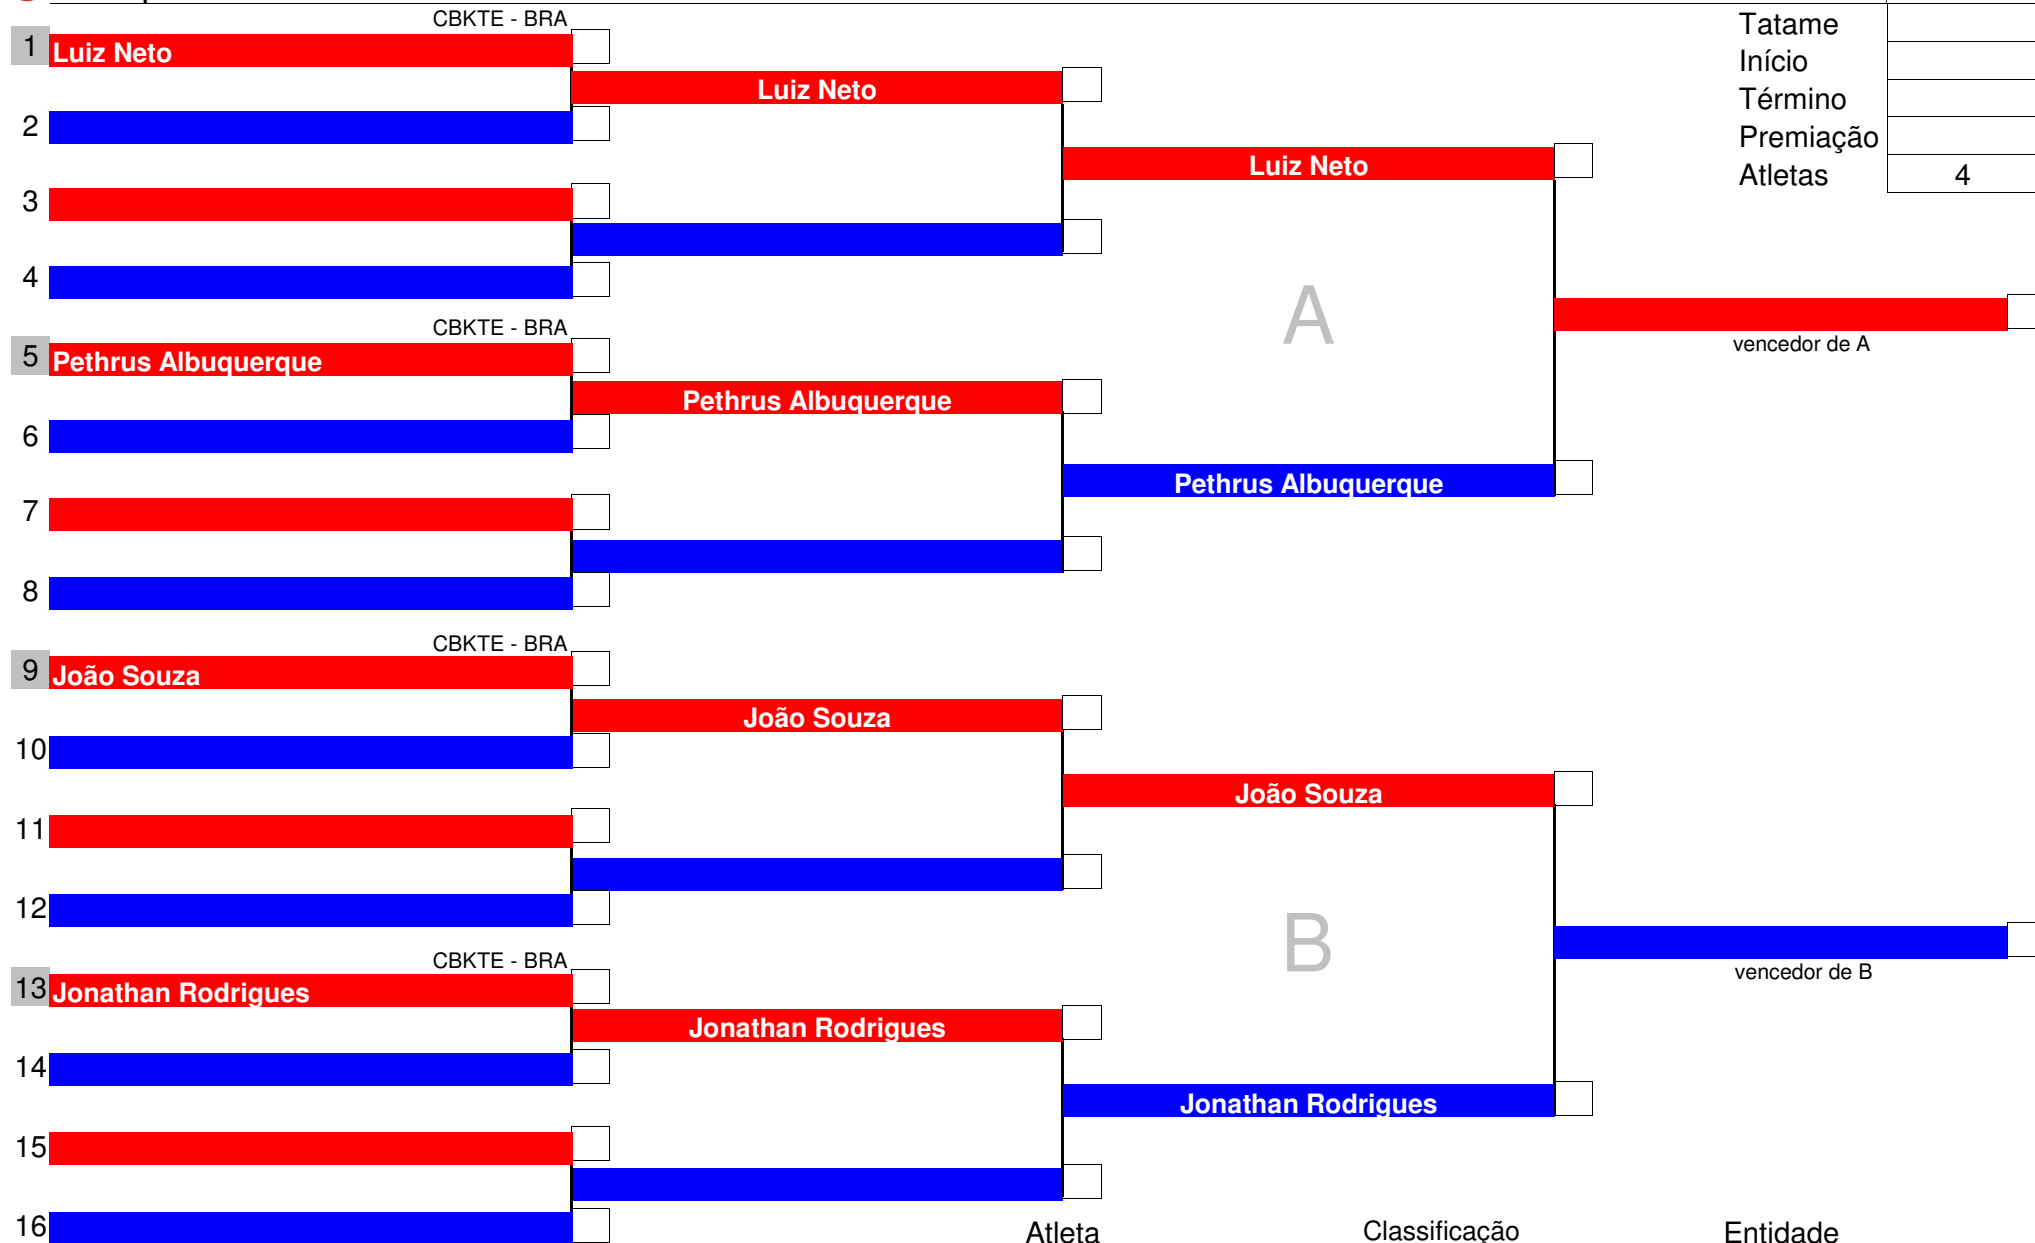 CBKTE - BRA
Tatame
1 Luiz Neto
Início
Luiz Neto
Término
2
Premiação
Luiz Neto
Atletas 4
3
4
A
CBKTE - BRA
vencedor de A
5 Pethrus Albuquerque
Pethrus Albuquerque
6
Pethrus Albuquerque
7
8
CBKTE - BRA
9 João Souza
João Souza
10
João Souza
11
12
B
CBKTE - BRA
vencedor de B
13 Jonathan Rodrigues
Jonathan Rodrigues
14
Jonathan Rodrigues
15
16
Atleta Classificação Entidade